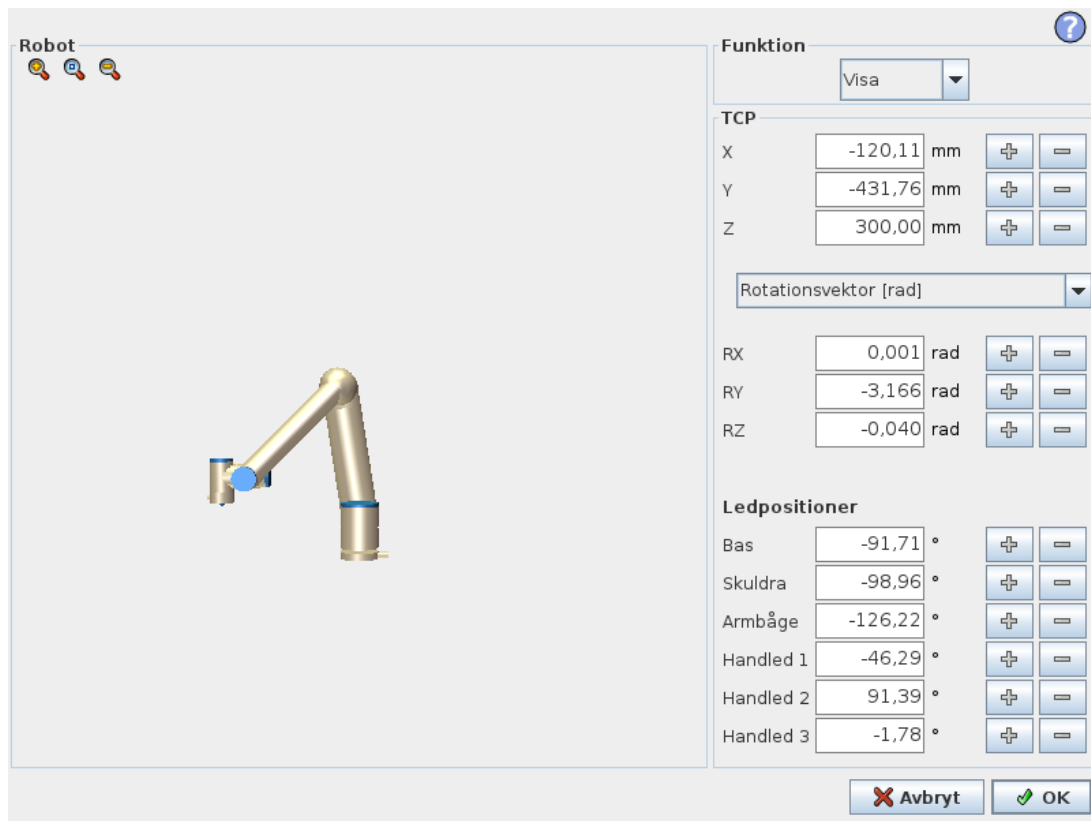 Robot
Funktion
Visa
TCP
X -120,11 mm
Y -431,76 mm
Z 300,00 mm
Rotationsvektor [rad]
RX 0,001 rad
RY -3,166 rad
RZ -0,040 rad
Ledpositioner
Bas -91,71 °
Skuldra -98,96 °
Armbåge -126,22 °
Handled 1 -46,29 °
Handled 2 91,39 °
Handled 3 -1,78 °
Avbryt OK